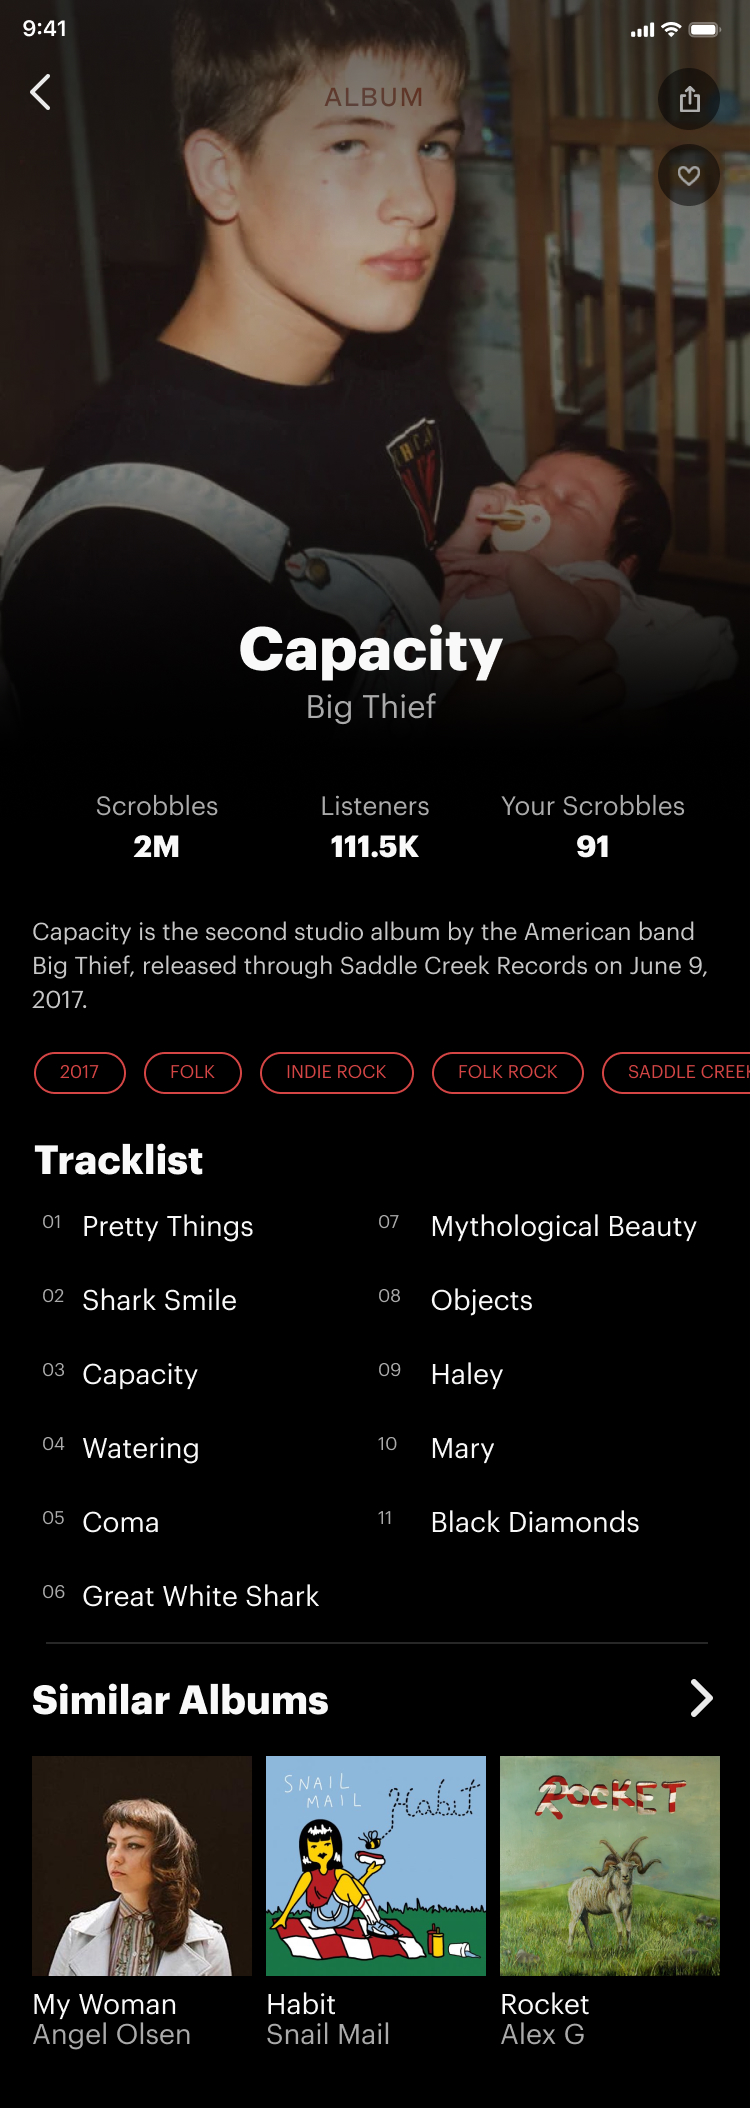 9:41
ALBUM
Capacity
Big Thief
Scrobbles
2M
Listeners
111.5K
Your Scrobbles
91
Capacity is the second studio album by the American band
Big Thief, released through Saddle Creek Records on June 9,
2017.
2017
FOLK
INDIE ROCK
FOLK ROCK
SADDLE CREEK
Tracklist
01 Pretty Things
02 Shark Smile
03 Capacity
04 Watering
05 Coma
06 Great White Shark
07 Mythological Beauty
08 Objects
09 Haley
10 Mary
11 Black Diamonds
Similar Albums
SNAIL
MAIL
Habit
ROCKET
My Woman
Angel Olsen
Habit
Snail Mail
Rocket
Alex G